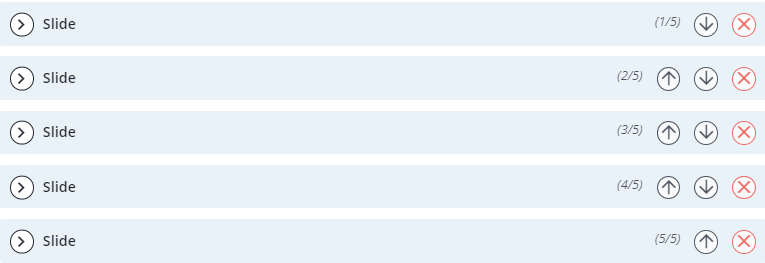 Slide (1/5)
Slide (2/5)
Slide (3/5)
Slide (4/5)
Slide (5/5)